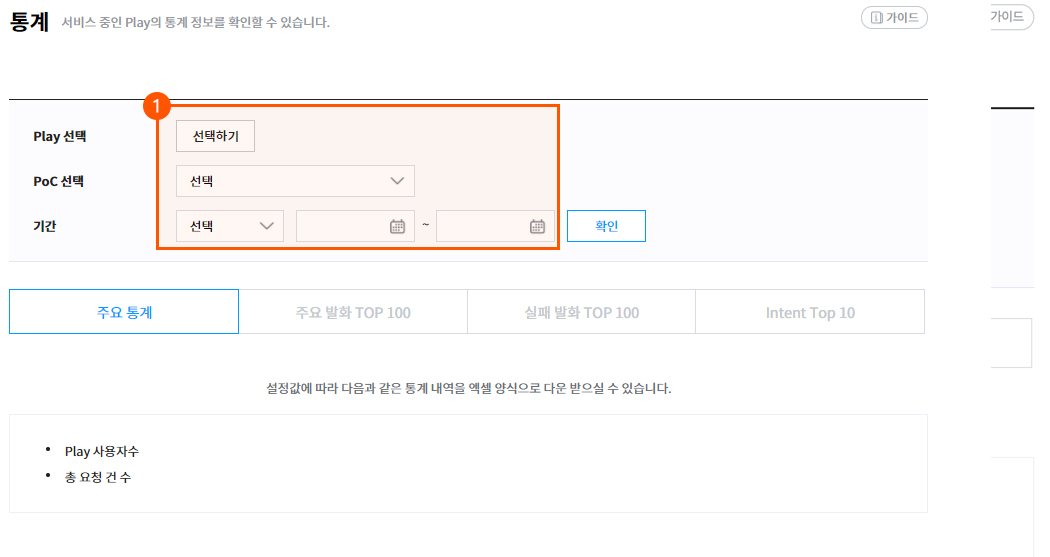 통계 서비스 중인 Play의 통계 정보를 확인할 수 있습니다. 가이드 가이드
1
Play 선택 선택하기
PoC 선택 선택
기간 선택 ~ 확인
주요 통계 주요 발화 TOP 100 실패 발화 TOP 100 Intent Top 10
설정값에 따라 다음과 같은 통계 내역을 엑셀 양식으로 다운 받으실 수 있습니다.
• Play 사용자수
• 총 요청 건 수